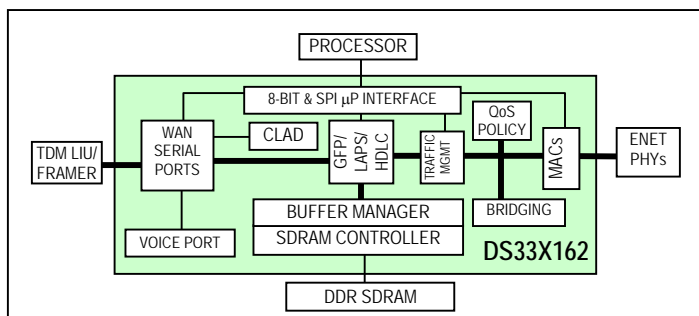 PROCESSOR
8-BIT & SPI µP INTERFACE
TDM LIU/
FRAMER
WAN
SERIAL
PORTS
CLAD
GFP/
LAPS/
HDLC
TRAFFIC
MGMT
QoS
POLICY
MACs
ENET
PHYs
BUFFER MANAGER
BRIDGING
VOICE PORT
SDRAM CONTROLLER
DS33X162
DDR SDRAM